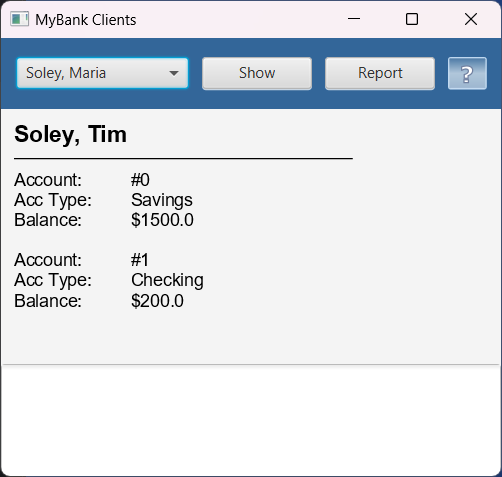 MyBank Clients
Soley, Maria Show Report ?
Soley, Tim
Account: #0
Acc Type: Savings
Balance: $1500.0
Account: #1
Acc Type: Checking
Balance: $200.0